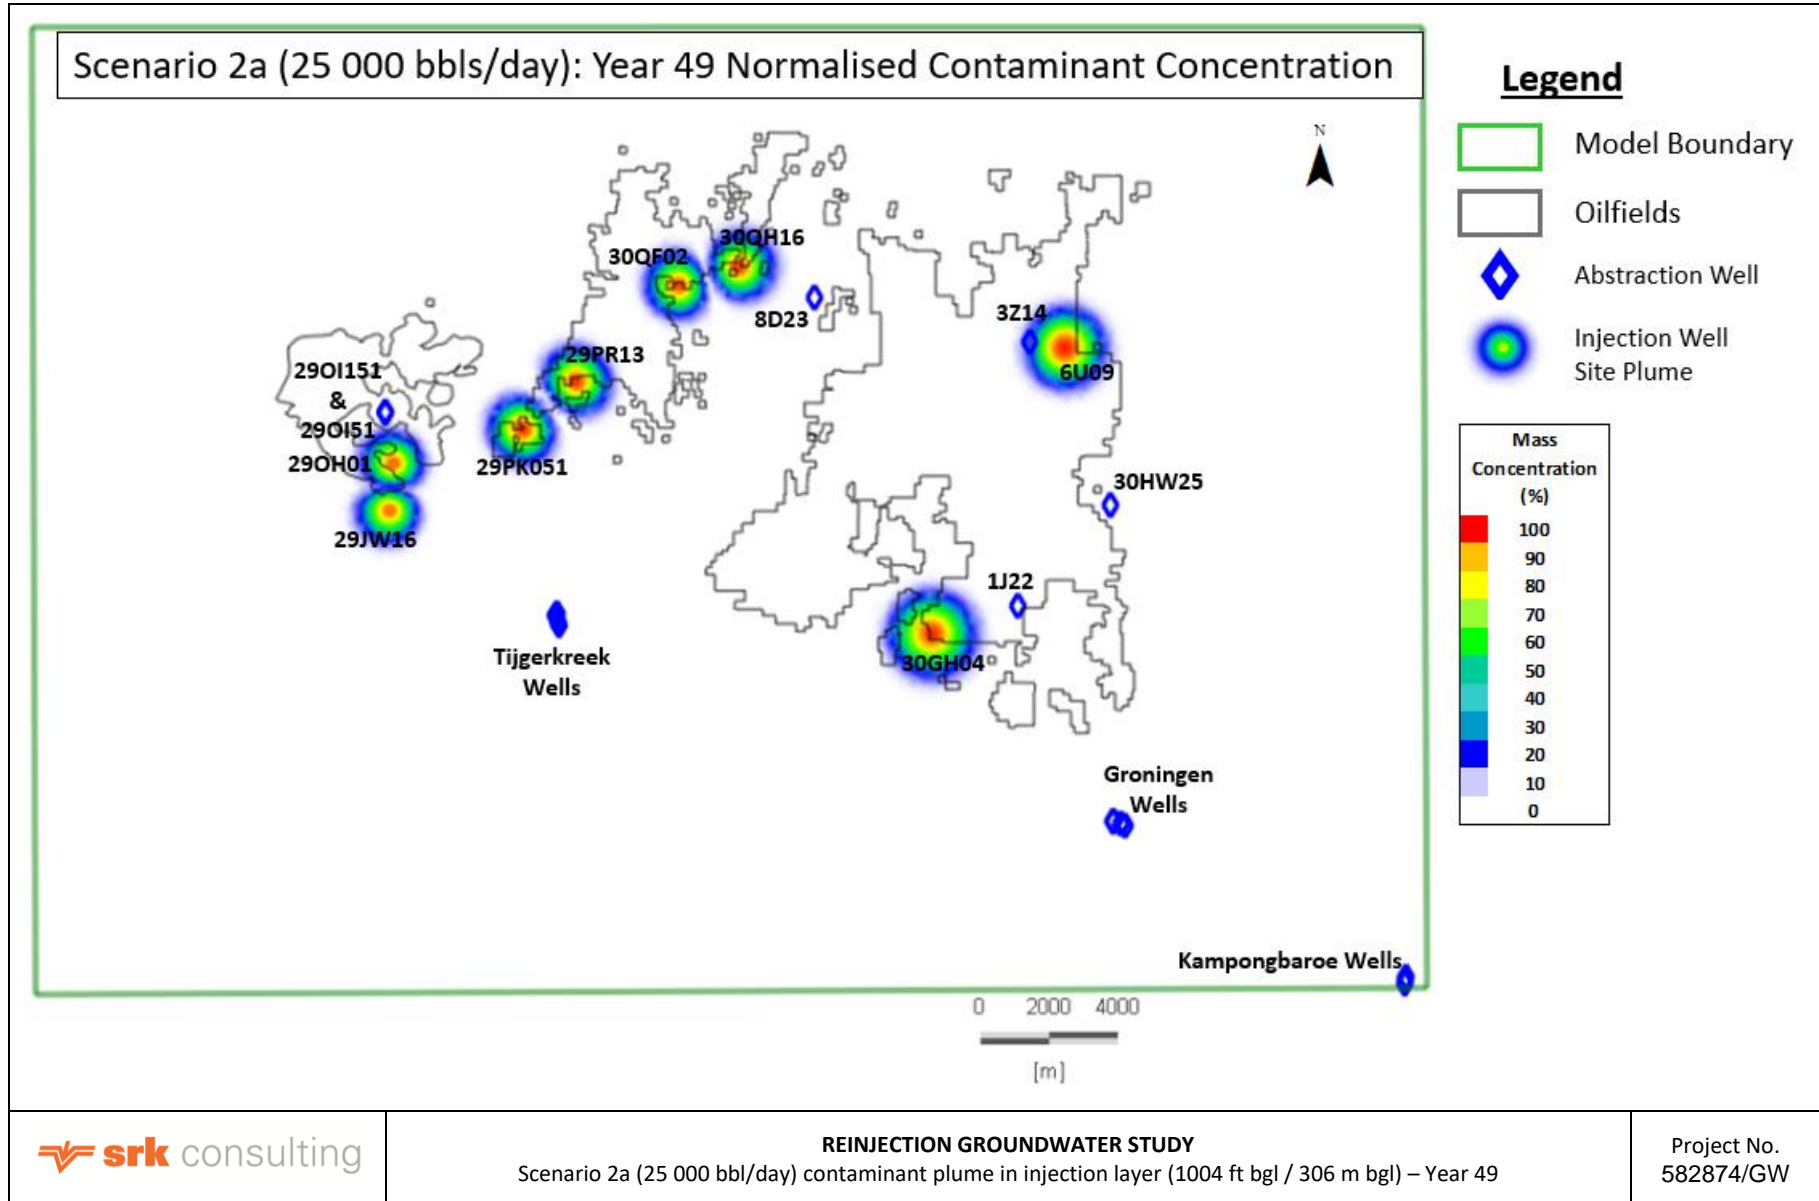 Scenario 2a (25 000 bbls/day): Year 49 Normalised Contaminant Concentration
Legend
Model Boundary
Oilfields
Abstraction Well
Injection Well
Site Plume
Mass
Concentration
(%)
100
90
80
70
60
50
40
30
20
10
0
N
30QH16
30QF02
8D23
3Z14
6U09
29PR13
29OI151
&
29OI51
29OH01
29PK051
29JW16
30HW25
1J22
30GH04
Tijgerkreek
Wells
Groningen
Wells
Kampongbaroe Wells
0 2000 4000
[m]
srk consulting
REINJECTION GROUNDWATER STUDY
Scenario 2a (25 000 bbl/day) contaminant plume in injection layer (1004 ft bgl / 306 m bgl) – Year 49
Project No.
582874/GW